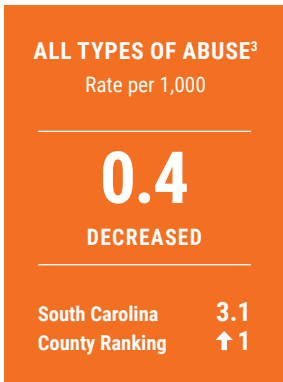 ALL TYPES OF ABUSE³
Rate per 1,000
0.4
DECREASED
South Carolina 3.1
County Ranking ↑ 1